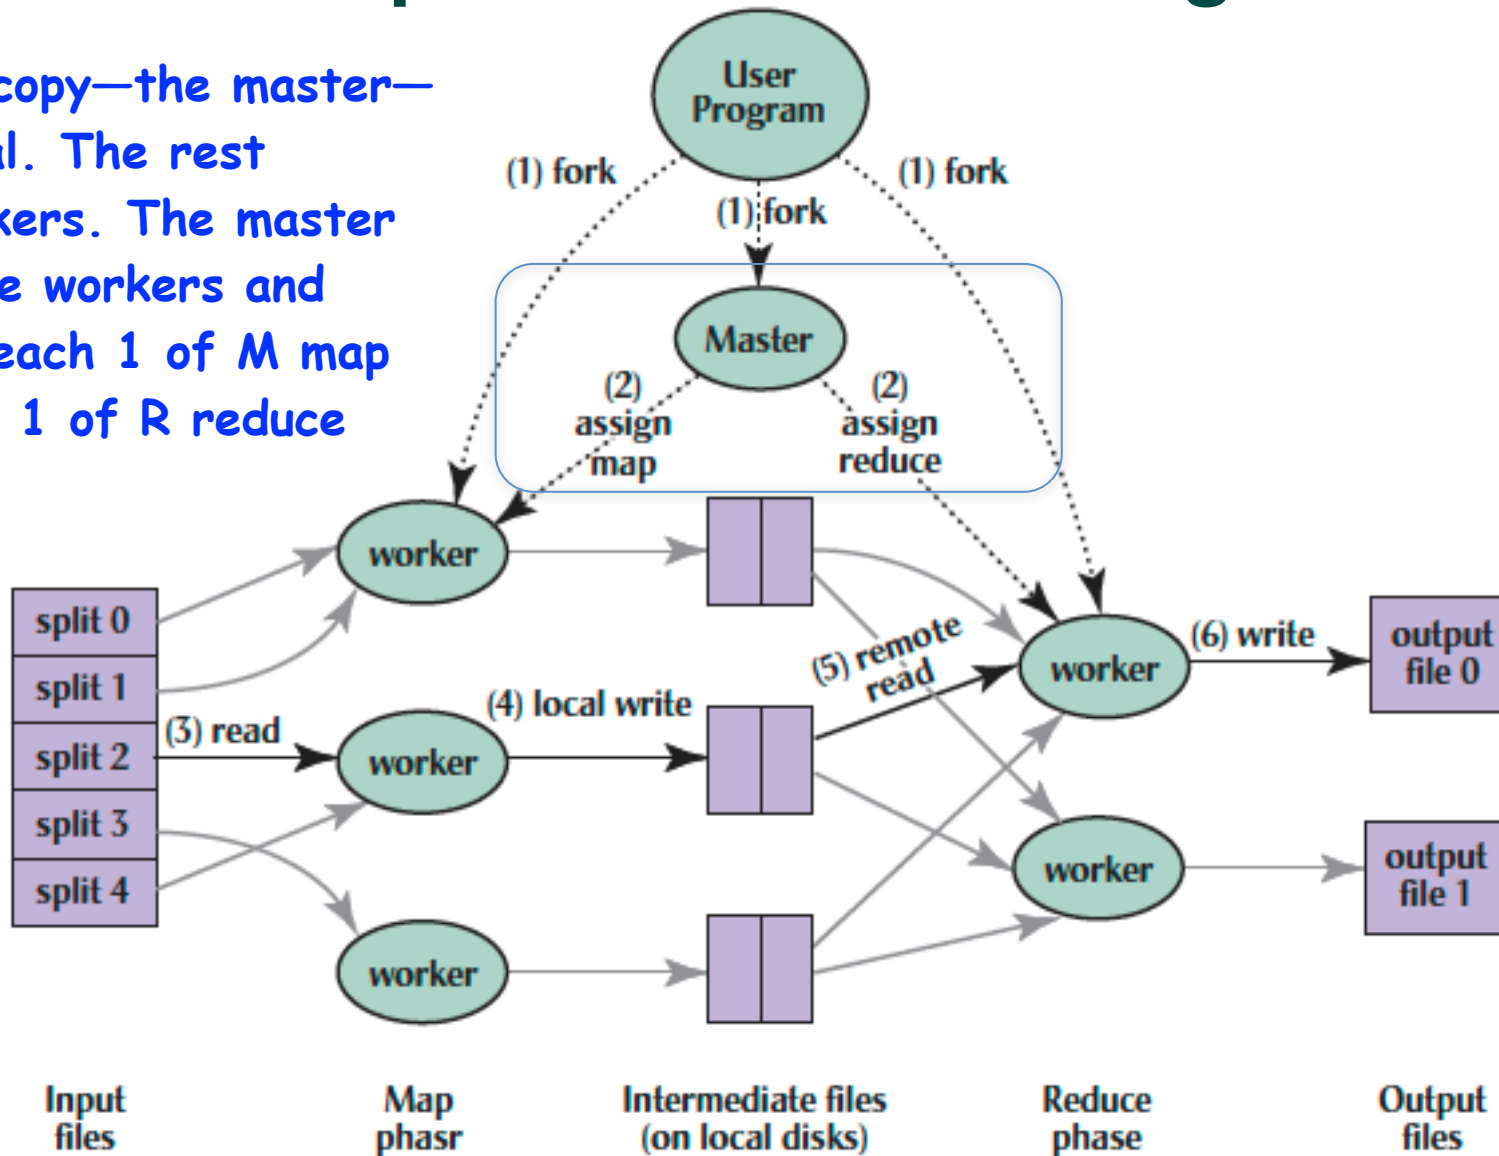 copy—the master—
The rest
The master
workers and
each 1 of M map
1 of R reduce
User
Program
(1) fork
(1) fork
(1) fork
Master
(2)
assign
map
(2)
assign
reduce
worker
split 0
split 1
split 2
split 3
split 4
(3) read
worker
(4) local write
(5) remote
read
worker
(6) write
output
file 0
worker
output
file 1
worker
Input
files
Map
phasr
Intermediate files
(on local disks)
Reduce
phase
Output
files